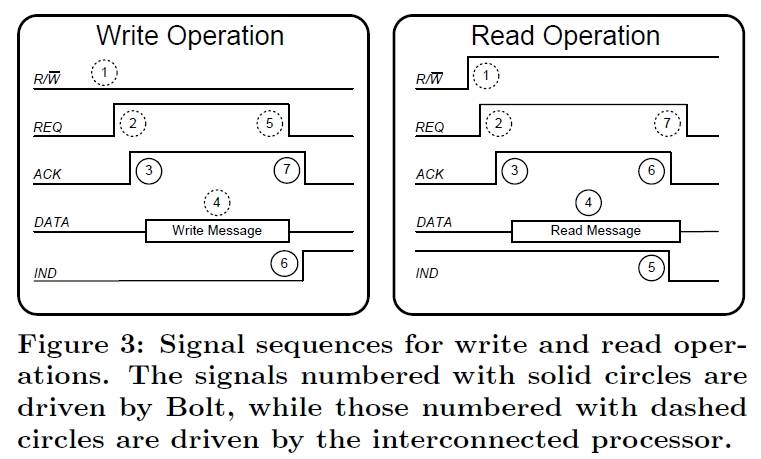 Write Operation
R/W̅ 1
REQ 2 5
ACK 3 7
4
DATA Write Message
IND 6
Read Operation
R/W̅ 1
REQ 2 7
ACK 3 6
4
DATA Read Message
IND 5
Figure 3: Signal sequences for write and read oper-
ations. The signals numbered with solid circles are
driven by Bolt, while those numbered with dashed
circles are driven by the interconnected processor.